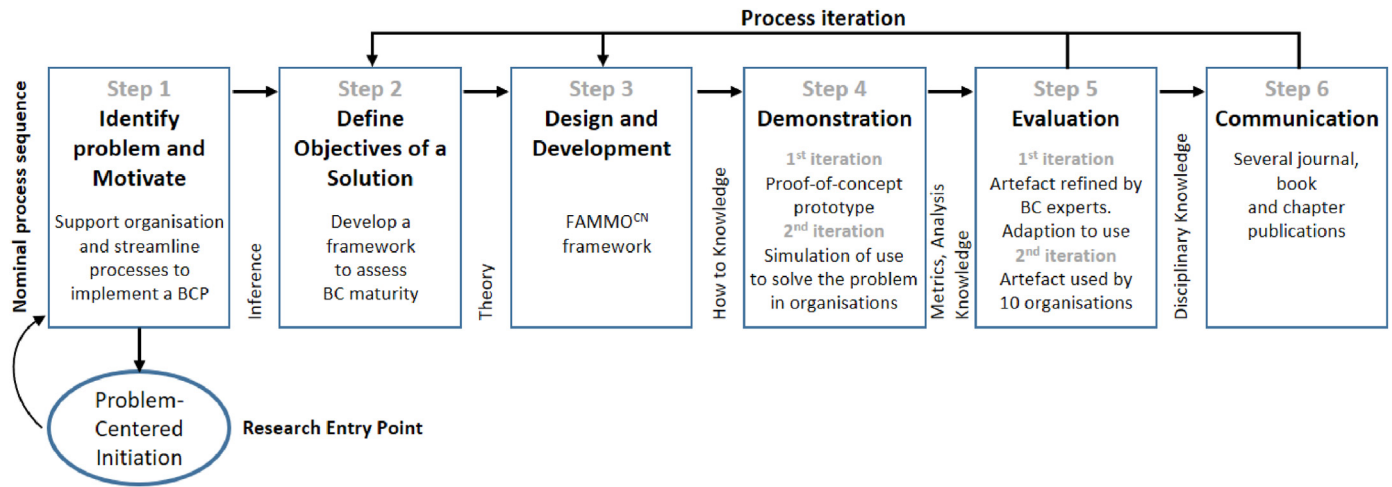 Process iteration
Nominal process sequence
Step 1
Identify
problem and
Motivate
Support organisation
and streamline
processes to
implement a BCP
Inference
Step 2
Define
Objectives of a
Solution
Develop a
framework
to assess
BC maturity
Theory
Step 3
Design and
Development
FAMMOᶜᴺ
framework
How to Knowledge
Step 4
Demonstration
1st iteration
Proof-of-concept
prototype
2nd iteration
Simulation of use
to solve the problem
in organisations
Metrics, Analysis
Knowledge
Step 5
Evaluation
1st iteration
Artefact refined by
BC experts.
Adaption to use
2nd iteration
Artefact used by
10 organisations
Disciplinary Knowledge
Step 6
Communication
Several journal,
book
and chapter
publications
Problem-
Centered
Initiation
Research Entry Point